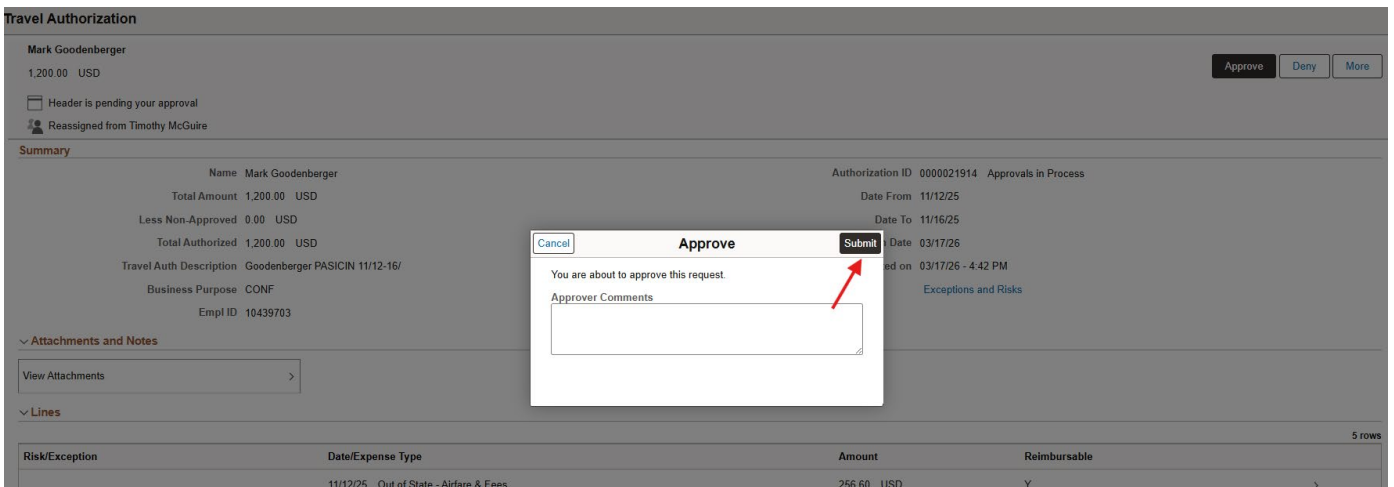 Travel Authorization
Mark Goodenberger
1,200.00 USD
Approve Deny More
Header is pending your approval
Reassigned from Timothy McGuire
Summary
Name Mark Goodenberger Authorization ID 0000021914 Approvals in Process
Total Amount 1,200.00 USD Date From 11/12/25
Less Non-Approved 0.00 USD Date To 11/16/25
Total Authorized 1,200.00 USD Date 03/17/26
Travel Auth Description Goodenberger PASICIN 11/12-16/ on 03/17/26 - 4:42 PM
Business Purpose CONF Exceptions and Risks
Empl ID 10439703
Cancel Approve Submit
You are about to approve this request.
Approver Comments
Attachments and Notes
View Attachments
Lines
5 rows
Risk/Exception Date/Expense Type Amount Reimbursable
11/12/25 Out of State - Airfare & Fees 256.60 USD Y